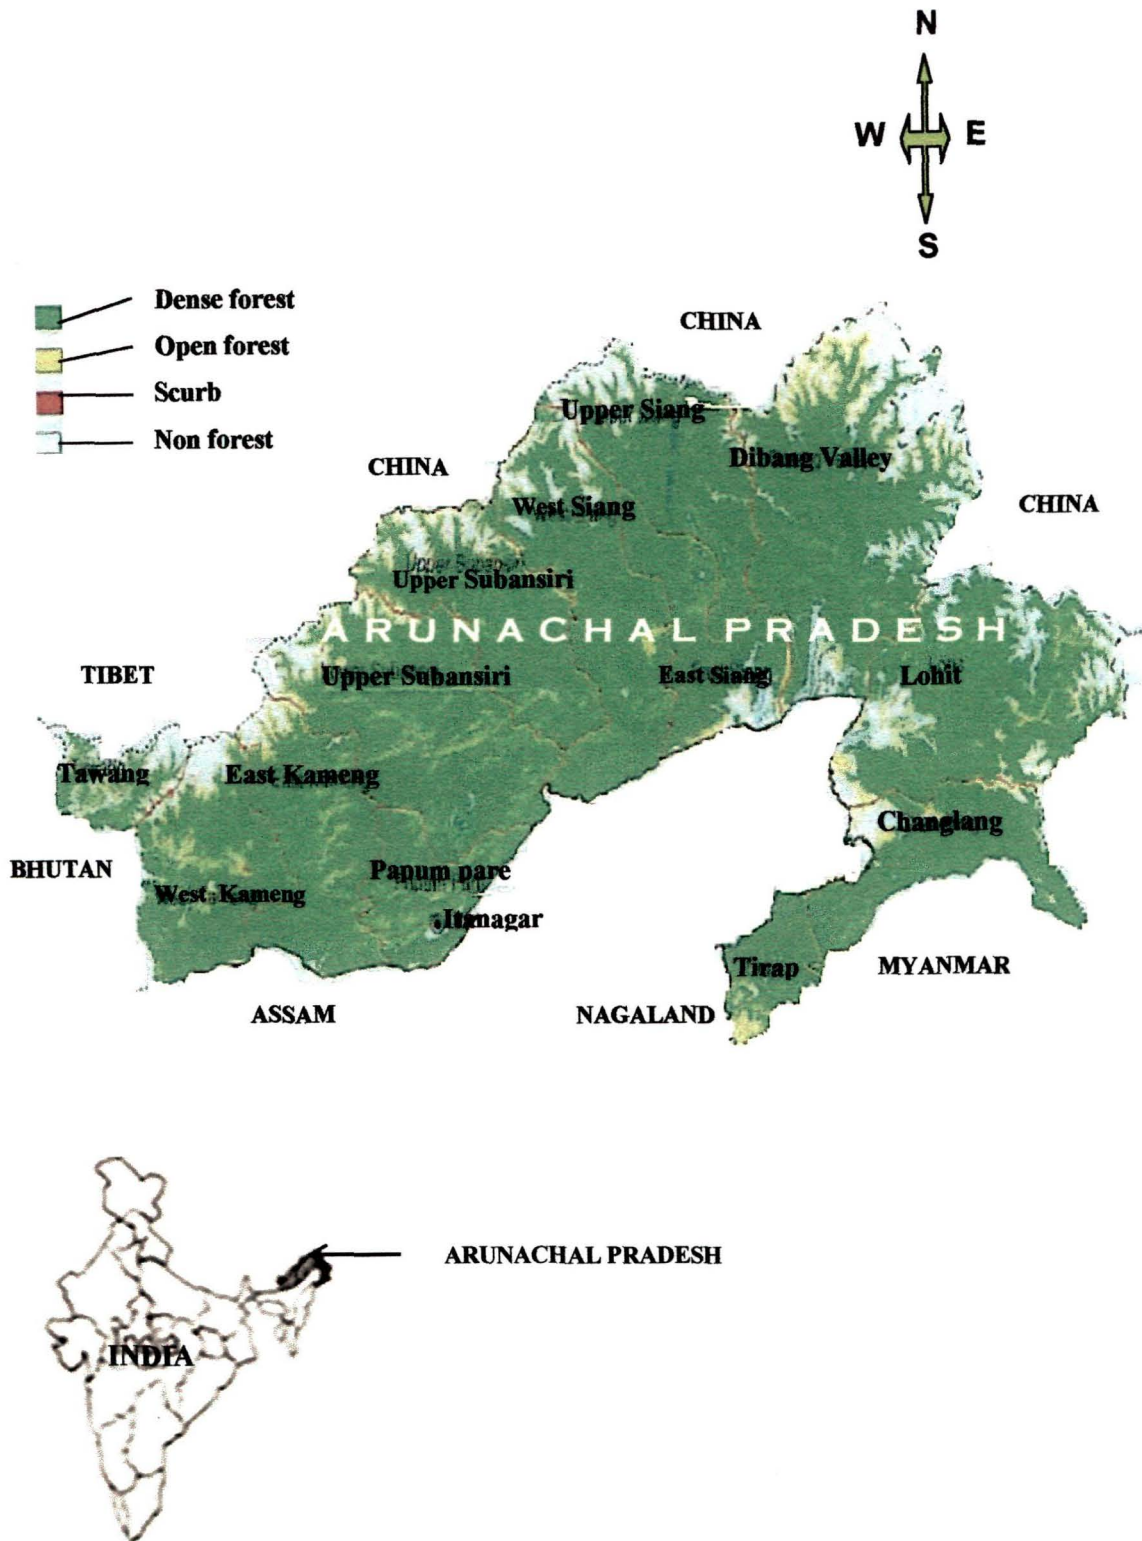 N
W E
S
Dense forest
Open forest
Scurb
Non forest
CHINA
Upper Siang
Dibang Valley
CHINA
West Siang
CHINA
Upper Subansiri
ARUNACHAL PRADESH
TIBET
Upper Subansiri
East Siang
Lohit
Tawang
East Kameng
Changlang
BHUTAN
Papum pare
West Kameng
Itanagar
Tirap
MYANMAR
ASSAM
NAGALAND
ARUNACHAL PRADESH
INDIA